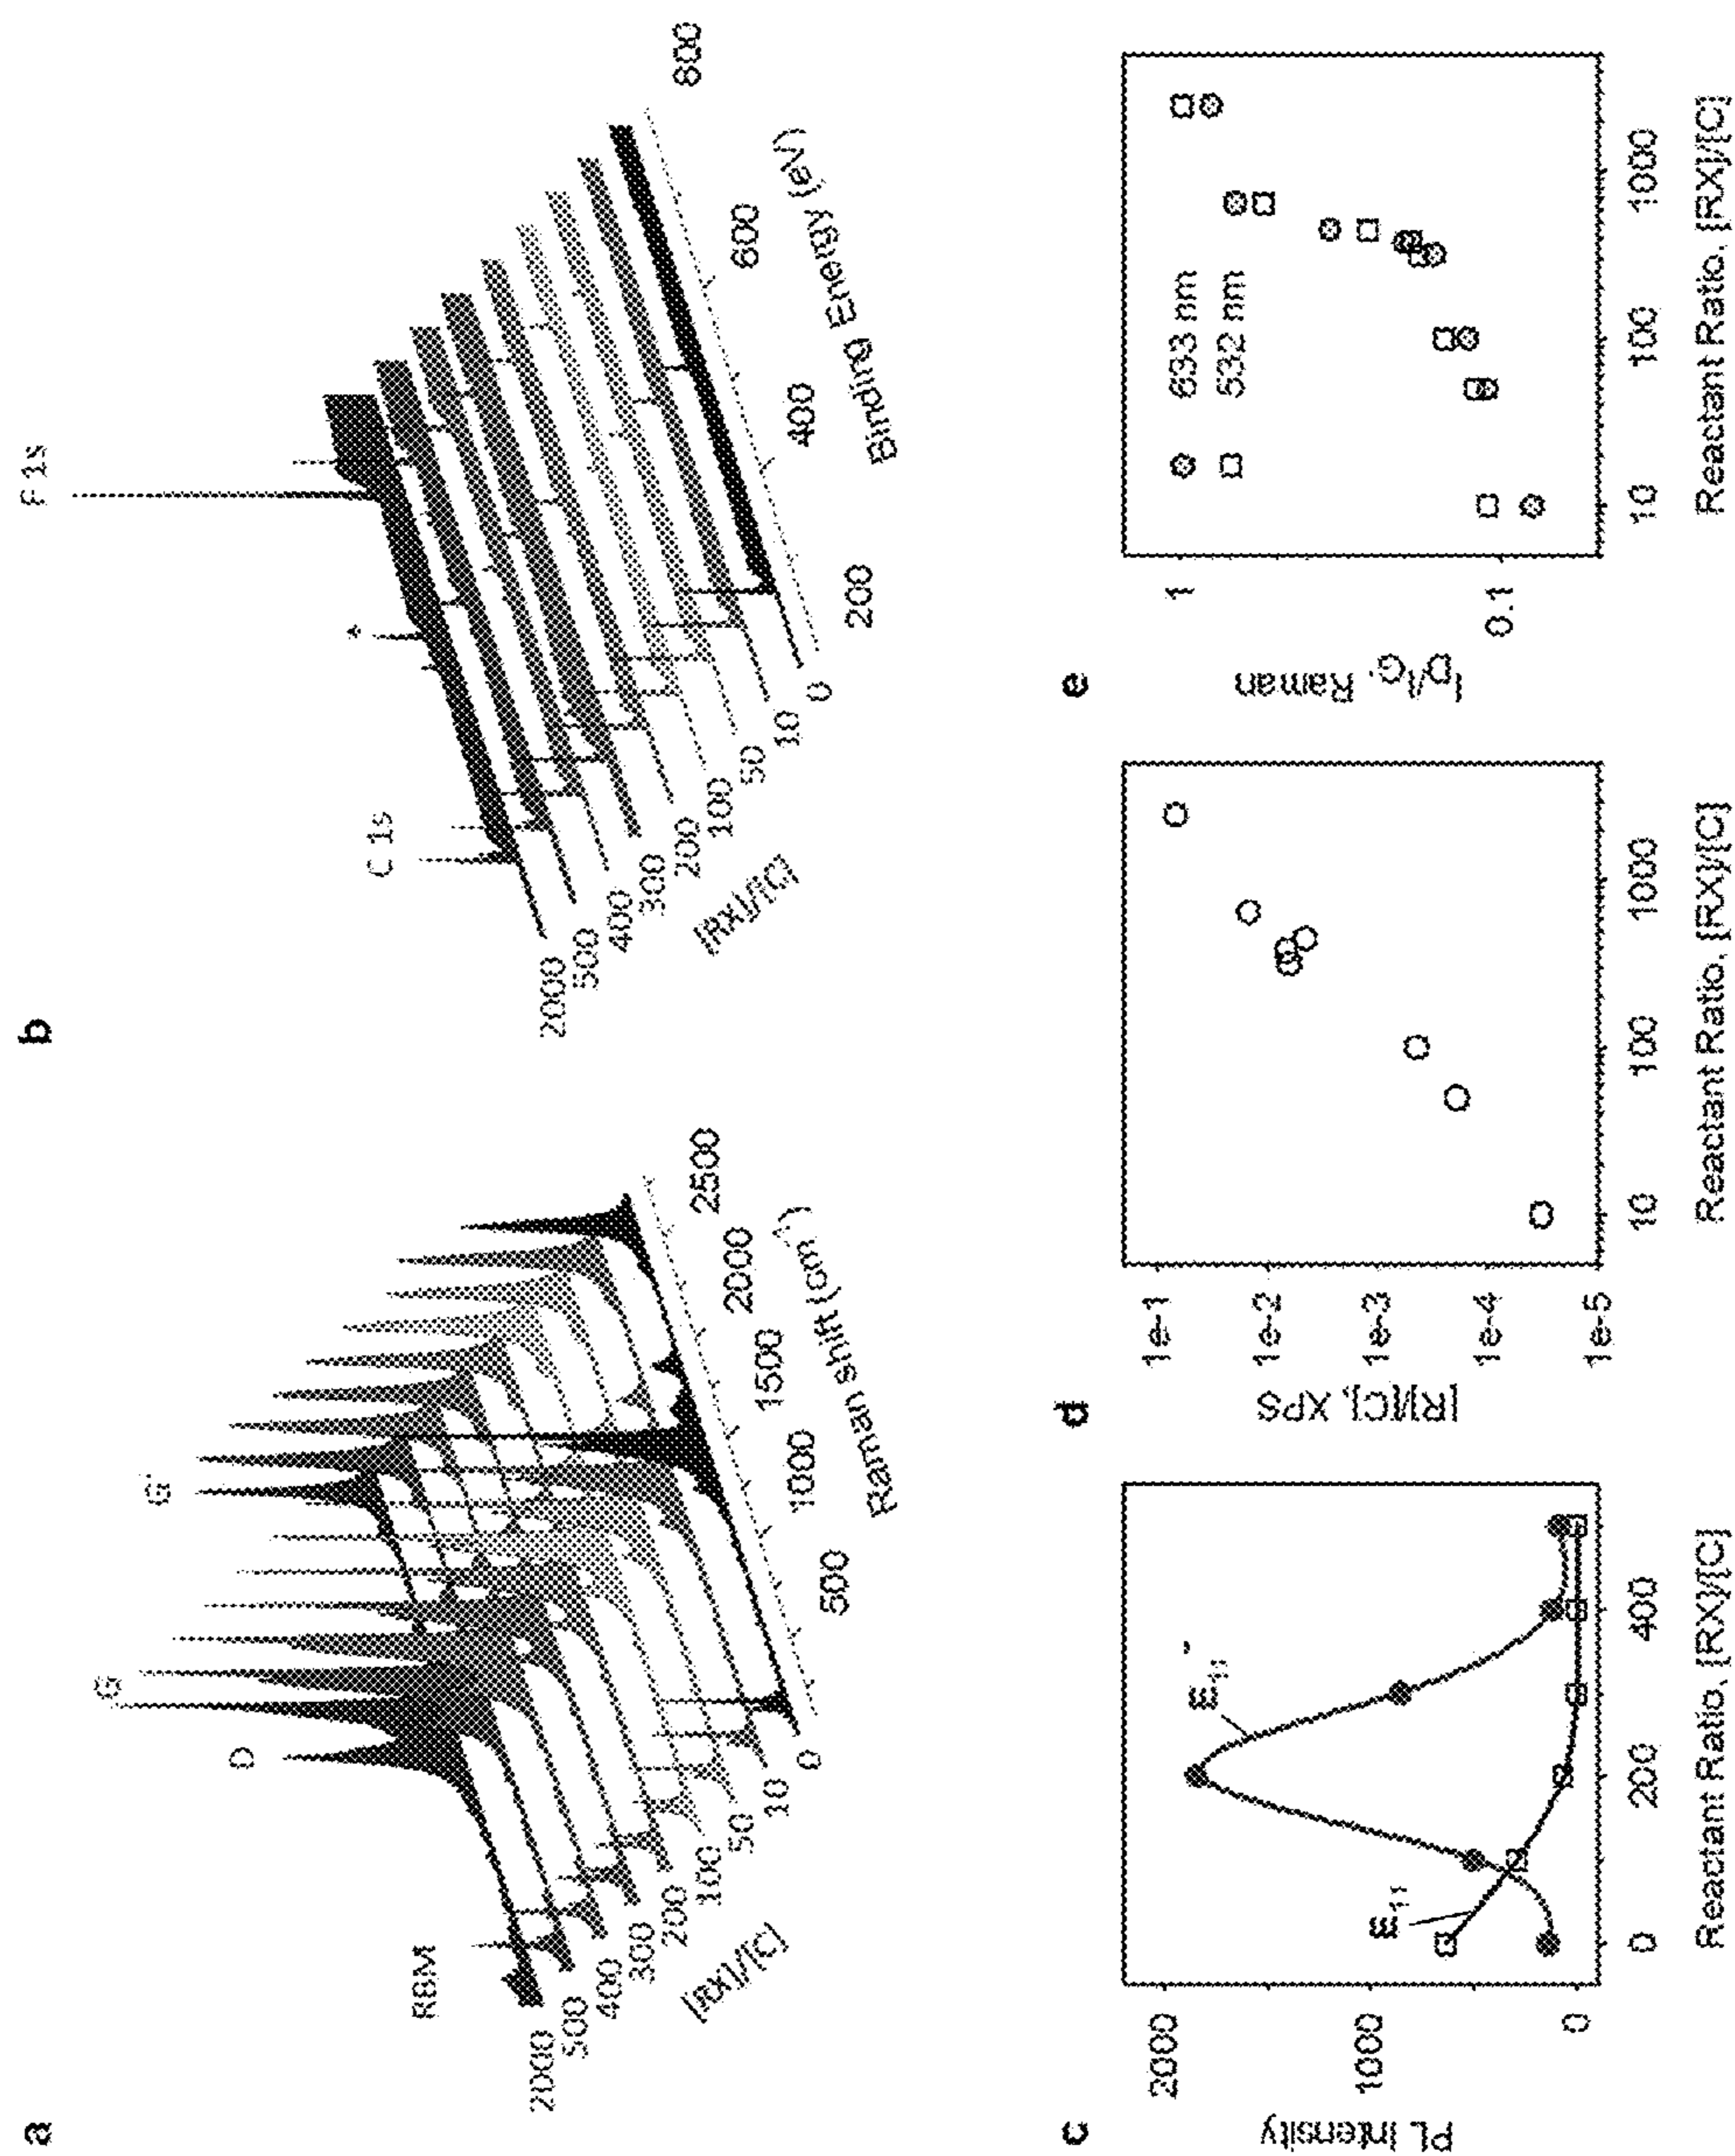 a
RBM
D
G
G'
2000
500
400
300
200
100
50
10
0
[RX]/[C]
500
1000
1500
2000
2500
Raman shift (cm⁻¹)
b
C 1s
*
F 1s
2000
500
400
300
200
100
50
10
0
[RX]/[C]
200
400
600
800
Binding Energy (eV)
c
PL Intensity
2000
1000
0
E₁₁
E₁₁⁻
0
200
400
Reactant Ratio, [RX]/[C]
d
[R]/[C], XPS
1e-1
1e-2
1e-3
1e-4
1e-5
10
100
1000
Reactant Ratio, [RX]/[C]
e
I_D/I_G, Raman
1
0.1
633 nm
532 nm
10
100
1000
Reactant Ratio, [RX]/[C]